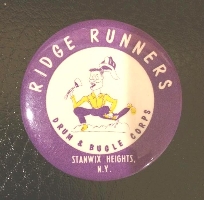 RIDGE RUNNERS
DRUM & BUGLE CORPS
STANWIX HEIGHTS,
N.Y.